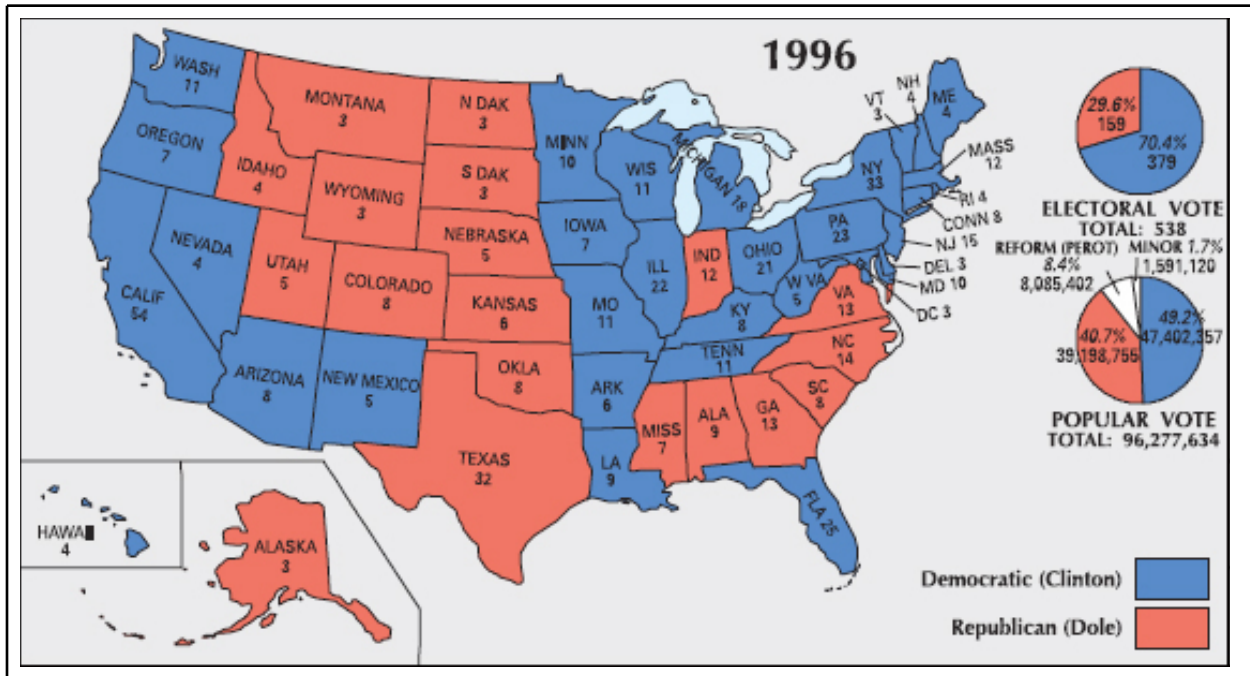 1996
WASH
11
OREGON
7
CALIF
54
NEVADA
4
IDAHO
4
MONTANA
3
WYOMING
3
UTAH
5
COLORADO
8
ARIZONA
8
NEW MEXICO
5
N DAK
3
S DAK
3
NEBRASKA
5
KANSAS
6
OKLA
8
TEXAS
32
MINN
10
IOWA
7
MO
11
ARK
6
LA
9
WIS
11
ILL
22
MICHIGAN 18
IND
12
OHIO
21
KY
8
TENN
11
MISS
7
ALA
9
GA
13
FLA 25
SC
8
NC
14
VA
13
W VA
5
PA
23
NY
33
VT
3
NH
4
ME
4
MASS
12
RI 4
CONN 8
NJ 15
DEL 3
MD 10
DC 3
HAWA
4
ALASKA
3
29.6%
159
70.4%
379
ELECTORAL VOTE
TOTAL: 538
REFORM (PEROT) MINOR 1.7%
8.4% 1,591,120
8,085,402
49.2%
40.7% 47,402,357
39,198,755
POPULAR VOTE
TOTAL: 96,277,634
Democratic (Clinton)
Republican (Dole)